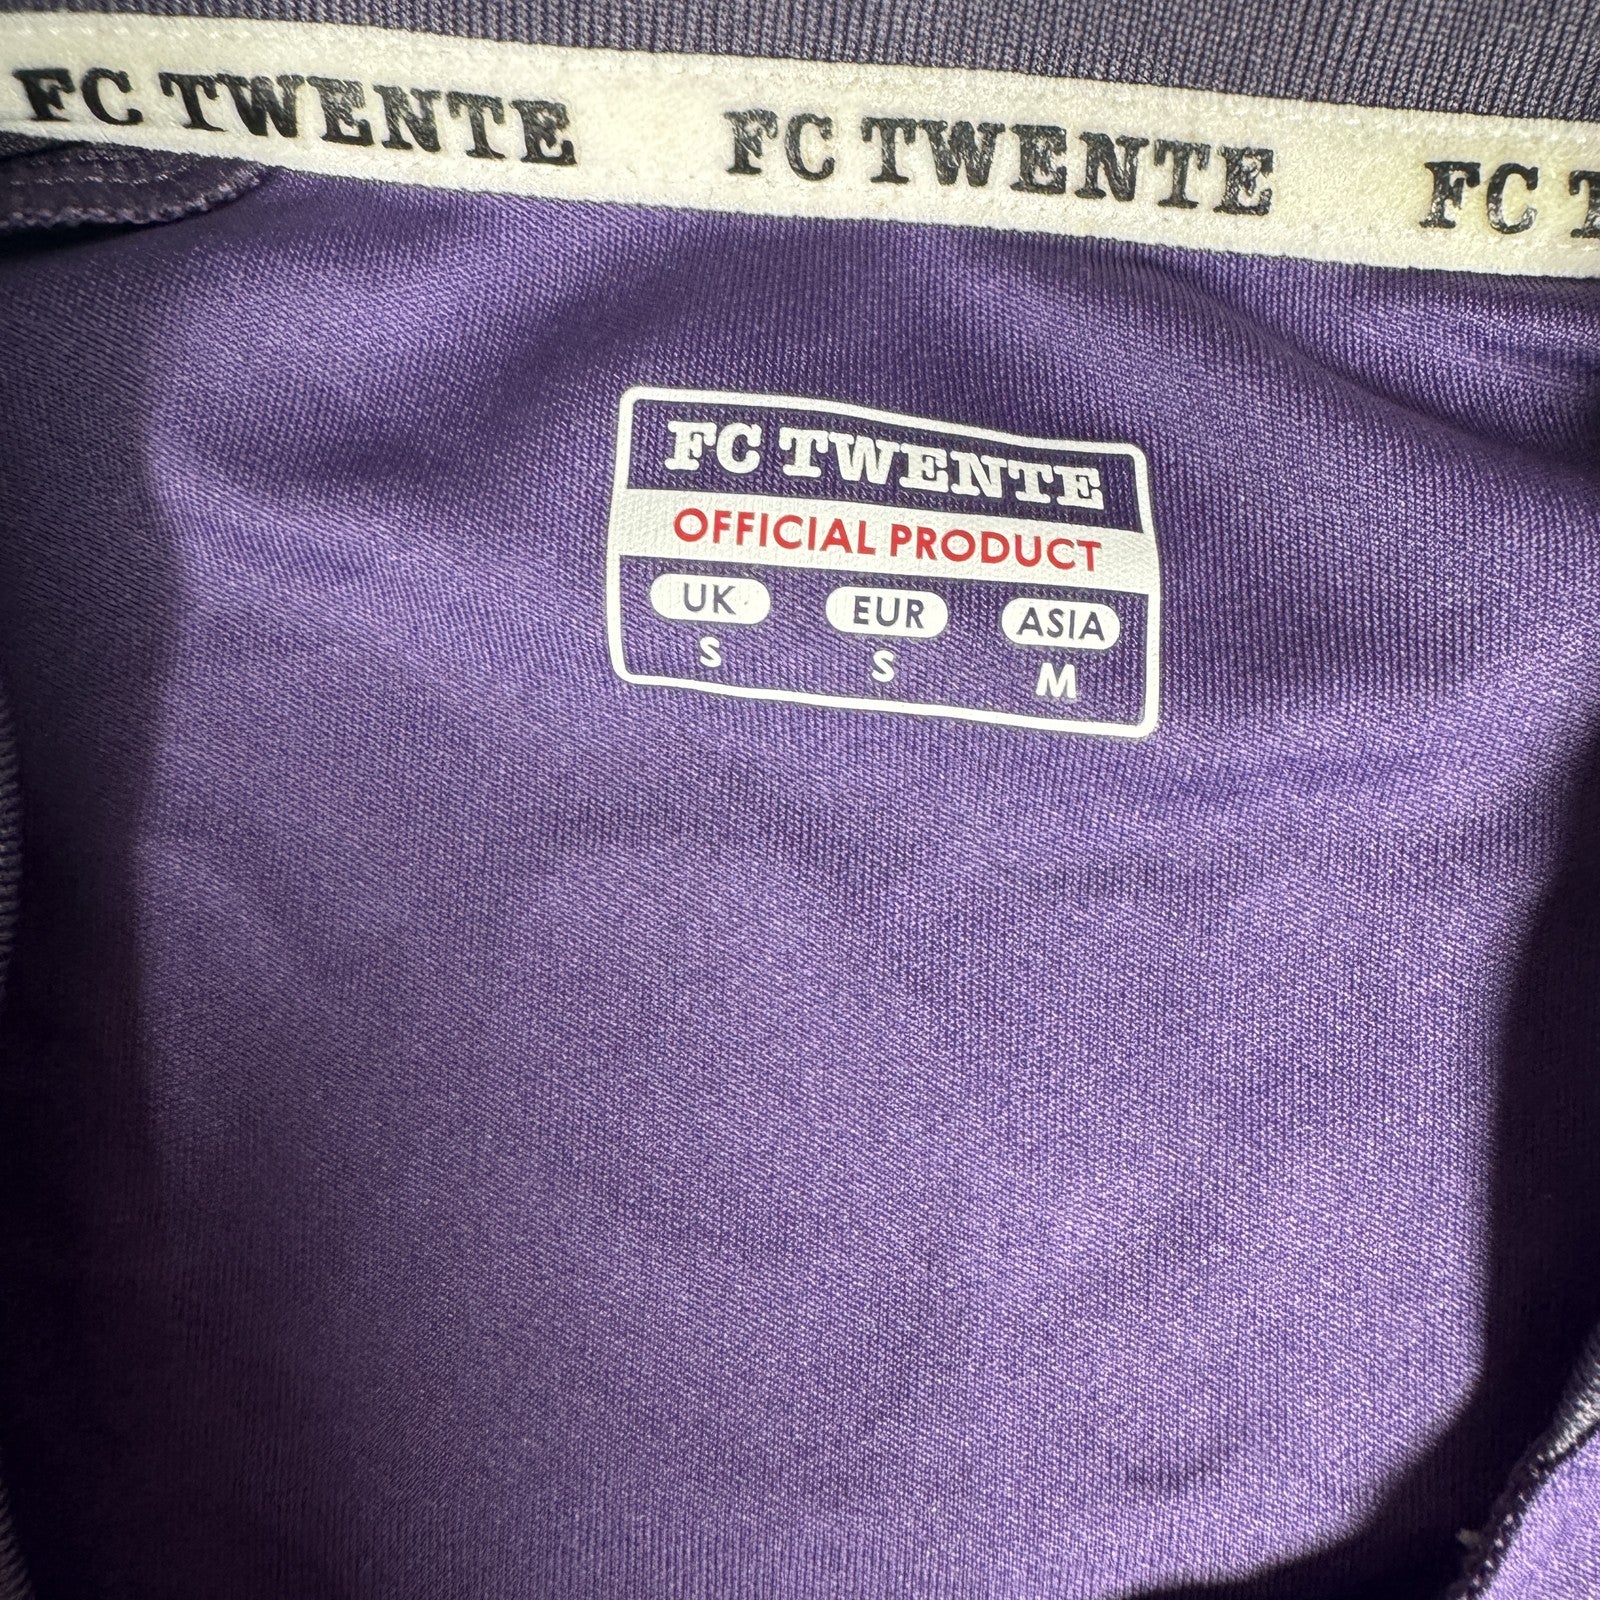 FC TWENTE FC TWENTE FC T
FC TWENTE
OFFICIAL PRODUCT
UK EUR ASIA
S S M